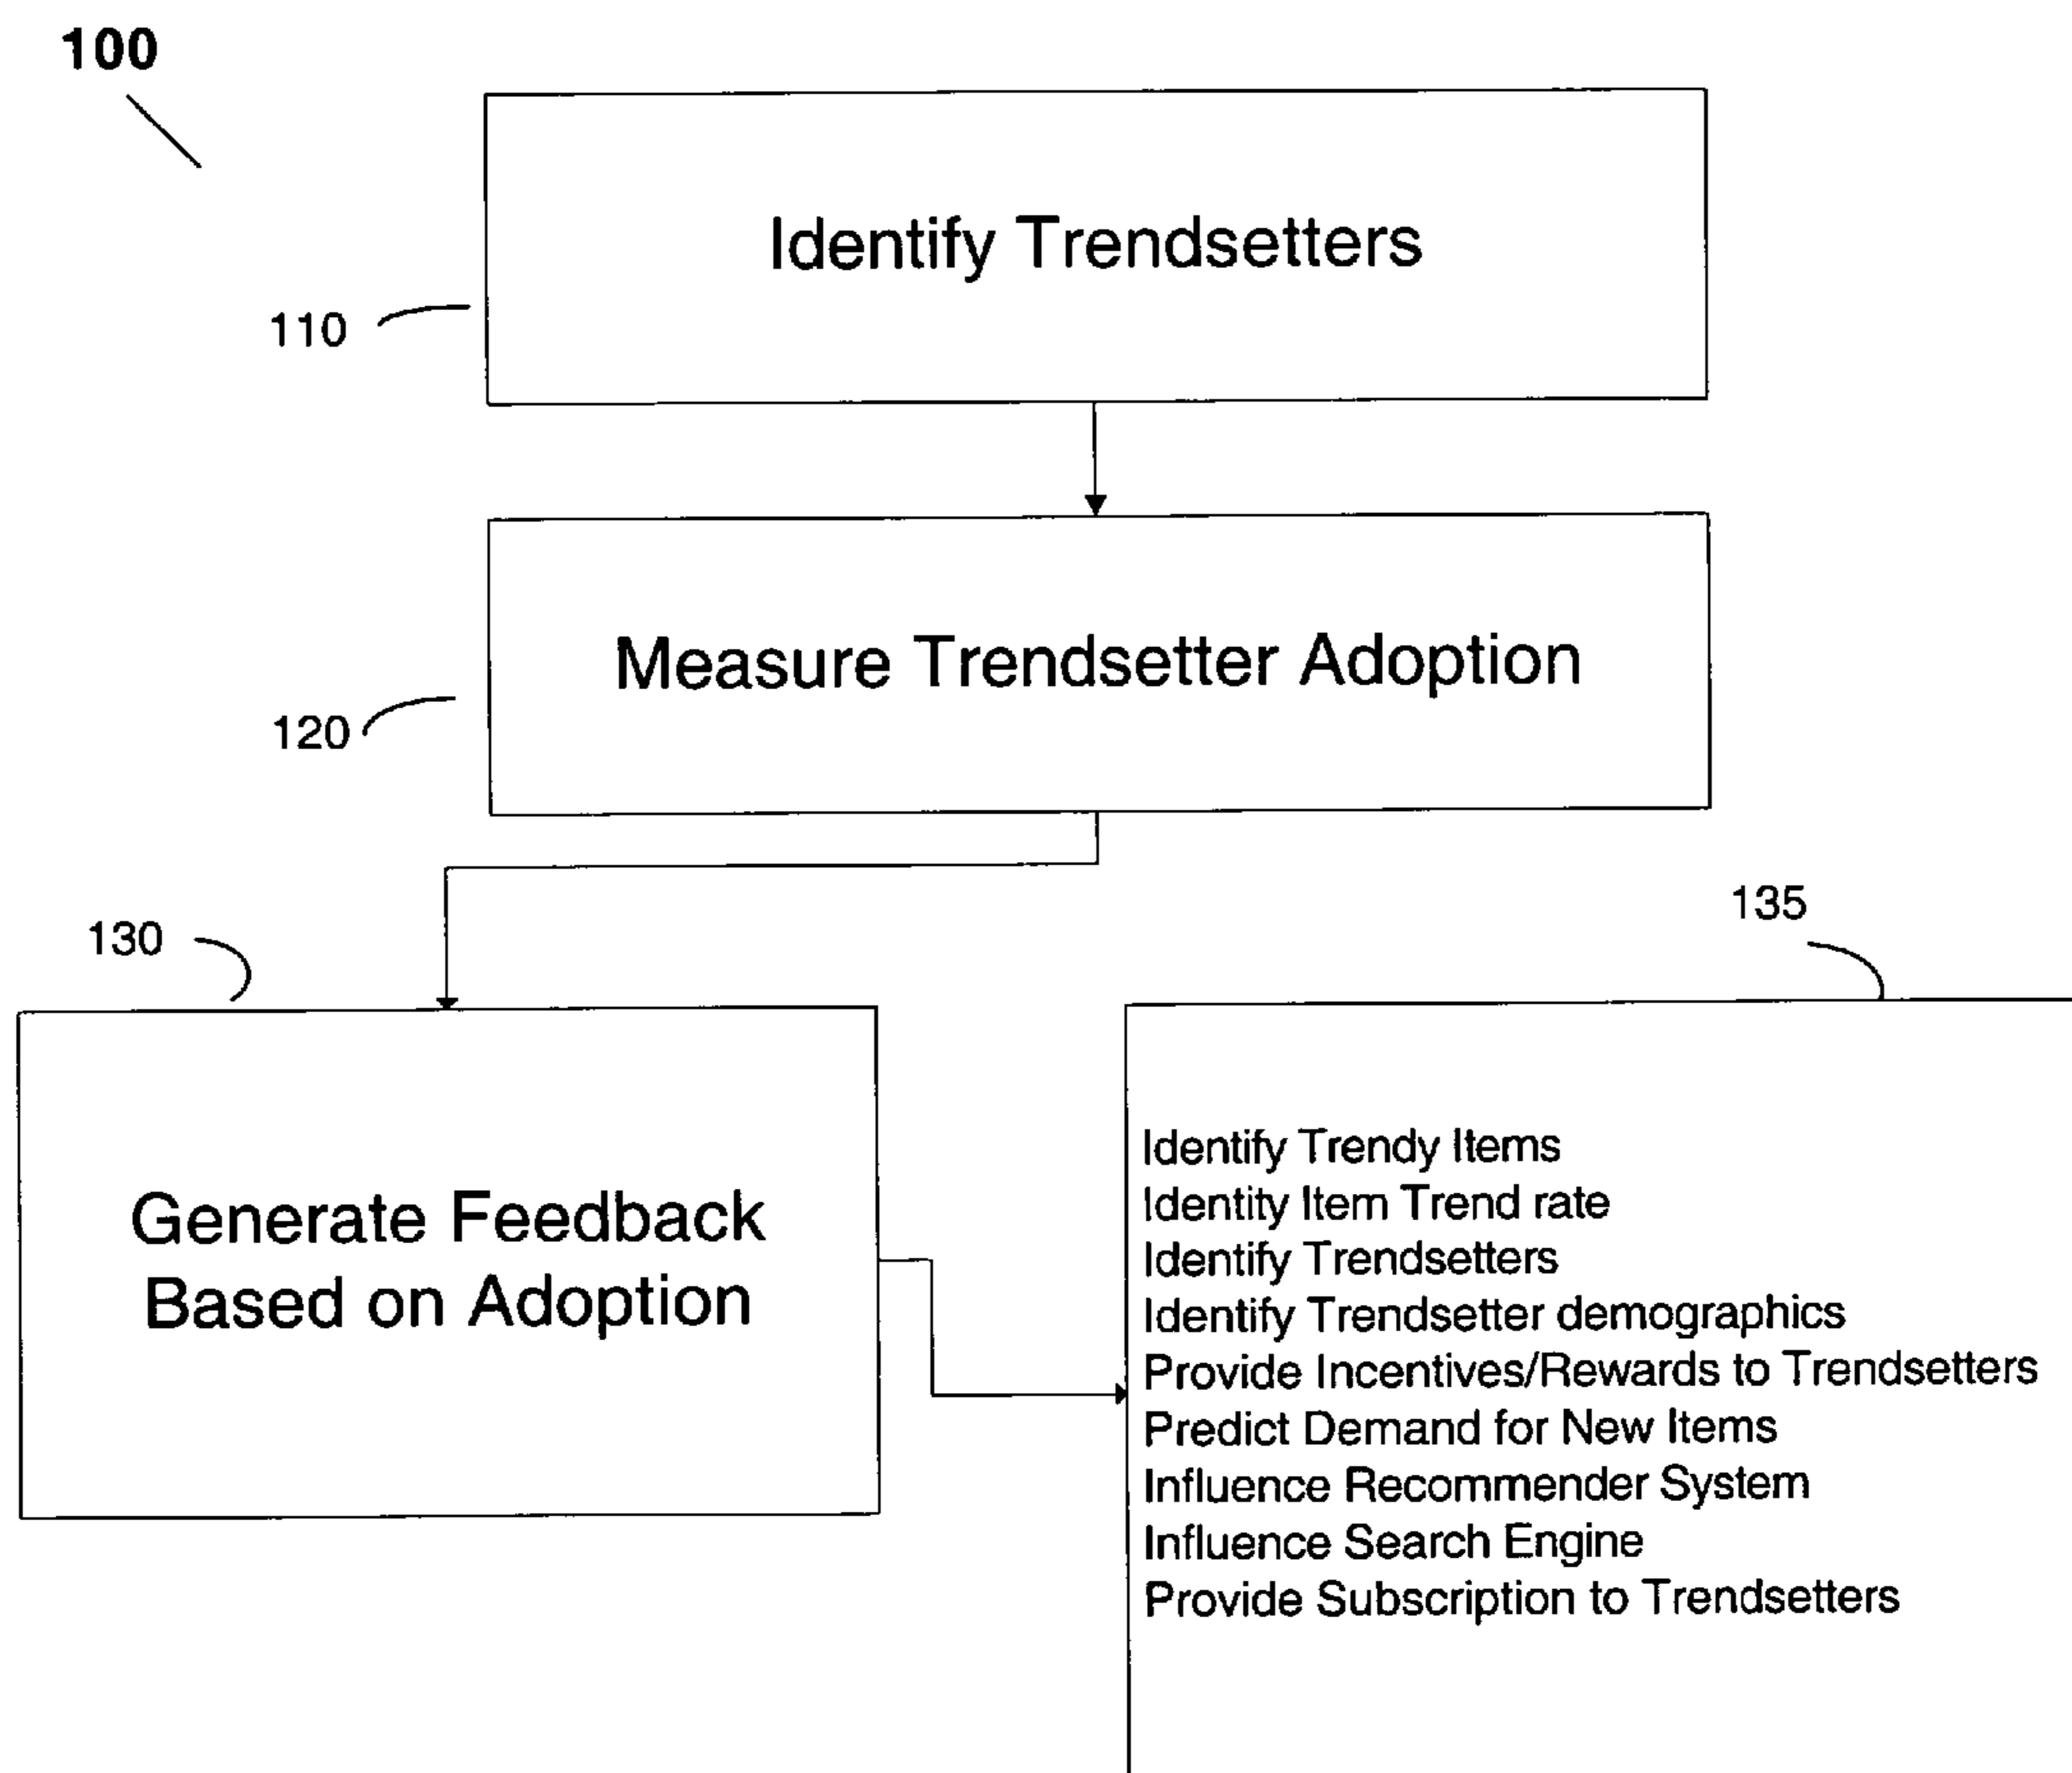 100
Identify Trendsetters
110
Measure Trendsetter Adoption
120
130
135
Generate Feedback
Based on Adoption
Identify Trendy Items
Identity Item Trend rate
Identify Trendsetters
Identify Trendsetter demographics
Provide Incentives/Rewards to Trendsetters
Predict Demand for New Items
Influence Recommender System
Influence Search Engine
Provide Subscription to Trendsetters